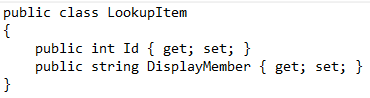 public class LookupItem
{
    public int Id { get; set; }
    public string DisplayMember { get; set; }
}